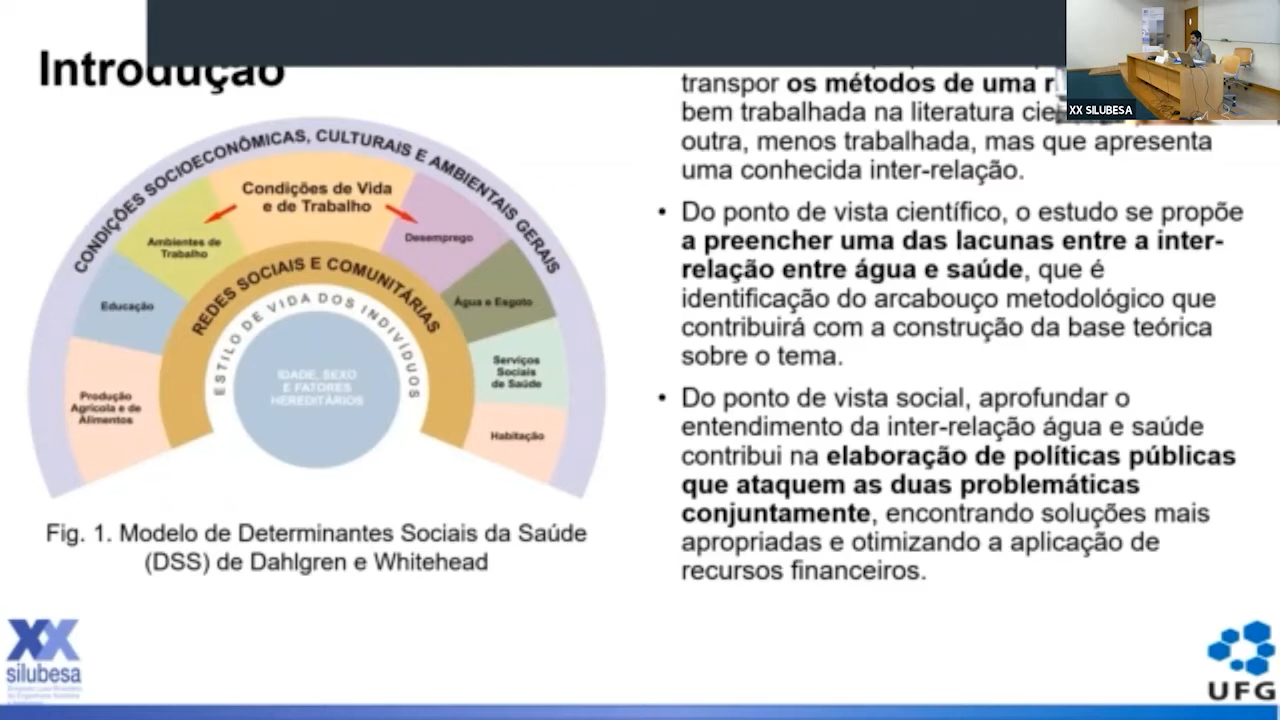 Introdução
CONDIÇÕES SOCIOECONÔMICAS, CULTURAIS E AMBIENTAIS GERAIS
Condições de Vida
e de Trabalho
Ambientes de
Trabalho
Desemprego
Educação
Água e Esgoto
Produção
Agrícola e de
Alimentos
Serviços
Sociais
de Saúde
Habitação
REDES SOCIAIS E COMUNITÁRIAS
ESTILO DE VIDA DOS INDIVÍDUOS
IDADE, SEXO
E FATORES
HEREDITÁRIOS
Fig. 1. Modelo de Determinantes Sociais da Saúde
(DSS) de Dahlgren e Whitehead
transpor os métodos de uma
bem trabalhada na literatura
outra, menos trabalhada, mas que apresenta
uma conhecida inter-relação.
• Do ponto de vista científico, o estudo se propõe
a preencher uma das lacunas entre a inter-
relação entre água e saúde, que é
identificação do arcabouço metodológico que
contribuirá com a construção da base teórica
sobre o tema.
• Do ponto de vista social, aprofundar o
entendimento da inter-relação água e saúde
contribui na elaboração de políticas públicas
que ataquem as duas problemáticas
conjuntamente, encontrando soluções mais
apropriadas e otimizando a aplicação de
recursos financeiros.
XX SILUBESA
XX
silubesa
UFG